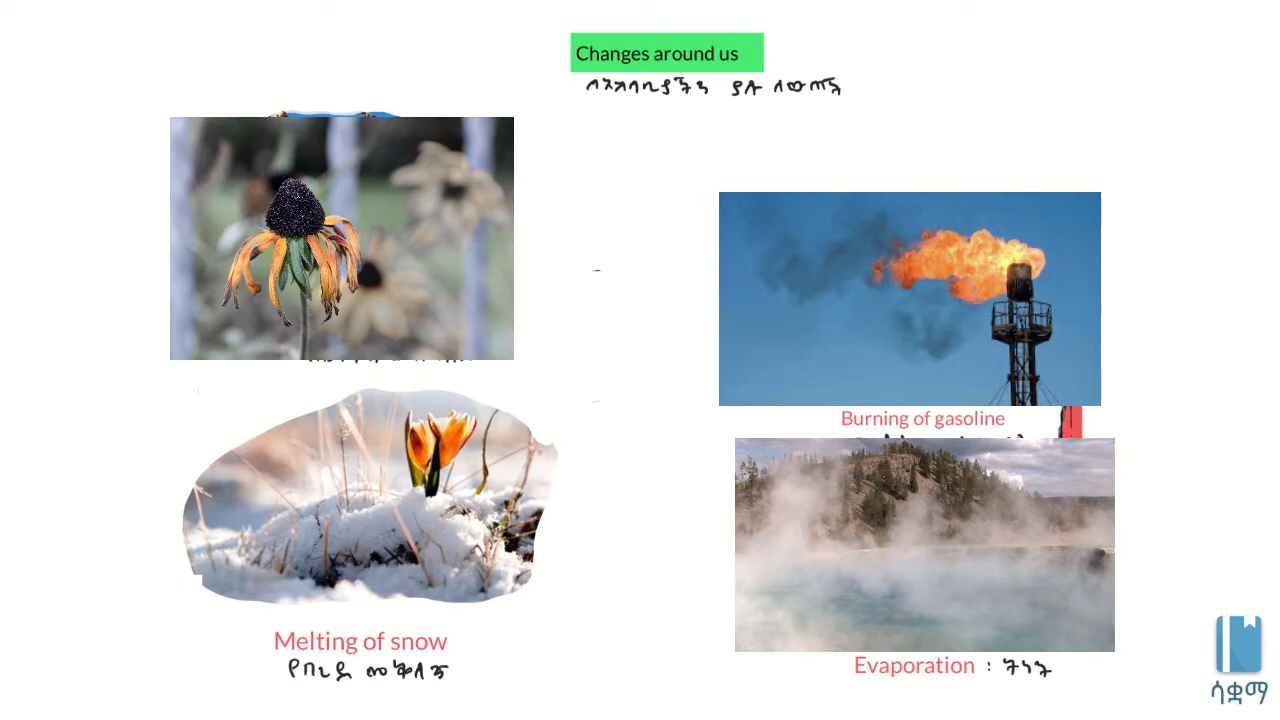 Changes around us
በአካባቢያችን ያሉ ለውጦች
Burning of gasoline
Melting of snow
የበረዶ መቅለጥ
Evaporation : ትነት
ሳቋማ